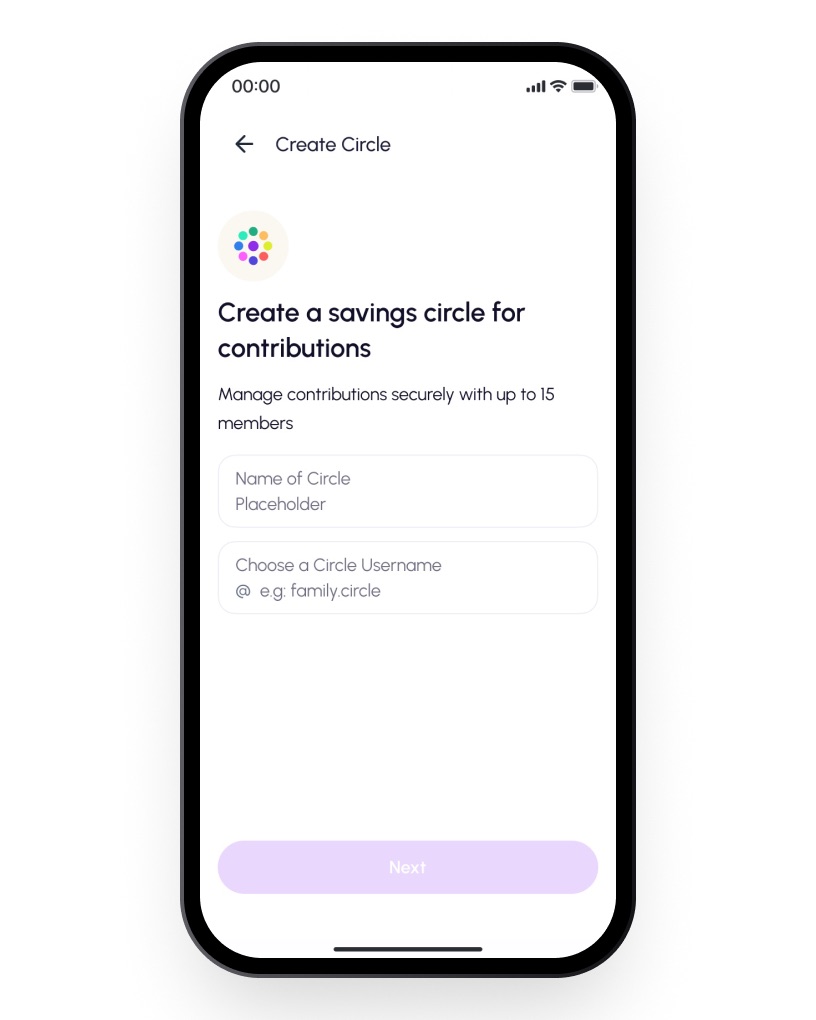 00:00
Create Circle
Create a savings circle for
contributions
Manage contributions securely with up to 15
members
Name of Circle
Placeholder
Choose a Circle Username
@ e.g: family.circle
Next